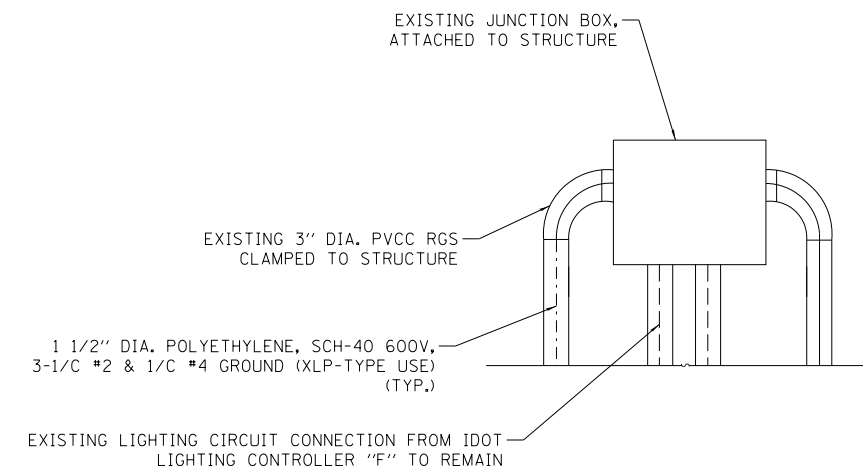 EXISTING JUNCTION BOX,
ATTACHED TO STRUCTURE
EXISTING 3" DIA. PVCC RGS
CLAMPED TO STRUCTURE
1 1/2" DIA. POLYETHYLENE, SCH-40 600V,
3-1/C #2 & 1/C #4 GROUND (XLP-TYPE USE)
(TYP.)
EXISTING LIGHTING CIRCUIT CONNECTION FROM IDOT
LIGHTING CONTROLLER "F" TO REMAIN